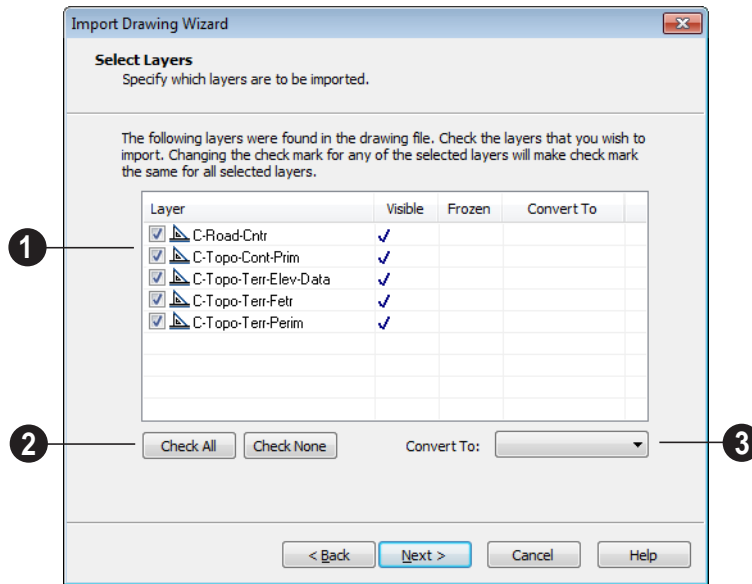 Import Drawing Wizard
Select Layers
Specify which layers are to be imported.
The following layers were found in the drawing file. Check the layers that you wish to
import. Changing the check mark for any of the selected layers will make check mark
the same for all selected layers.
Layer Visible Frozen Convert To
1
C-Road-Cntr
C-Topo-Cont-Prim
C-Topo-Terr-Elev-Data
C-Topo-Terr-Fetr
C-Topo-Terr-Perim
2 Check All Check None Convert To: 3
< Back Next > Cancel Help